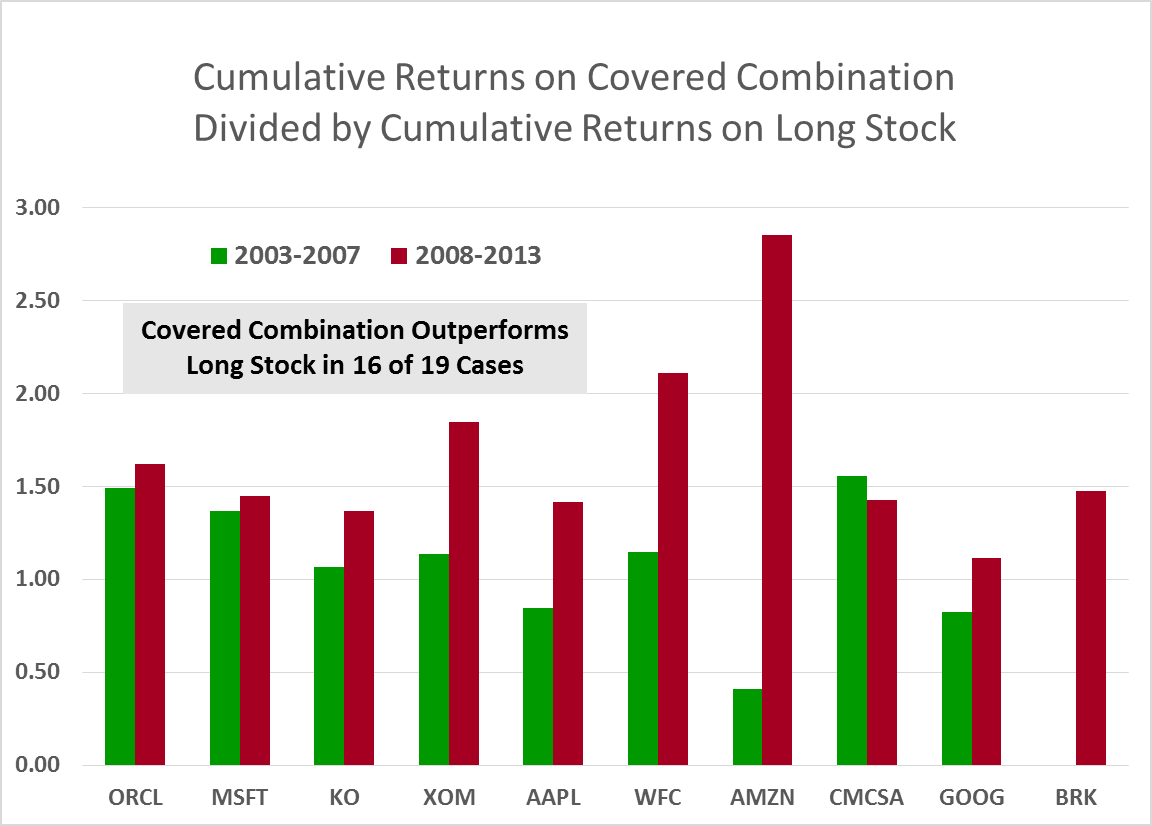 Cumulative Returns on Covered Combination
Divided by Cumulative Returns on Long Stock
3.00
2003-2007 2008-2013
2.50
Covered Combination Outperforms
Long Stock in 16 of 19 Cases
2.00
1.50
1.00
0.50
0.00
ORCL MSFT KO XOM AAPL WFC AMZN CMCSA GOOG BRK